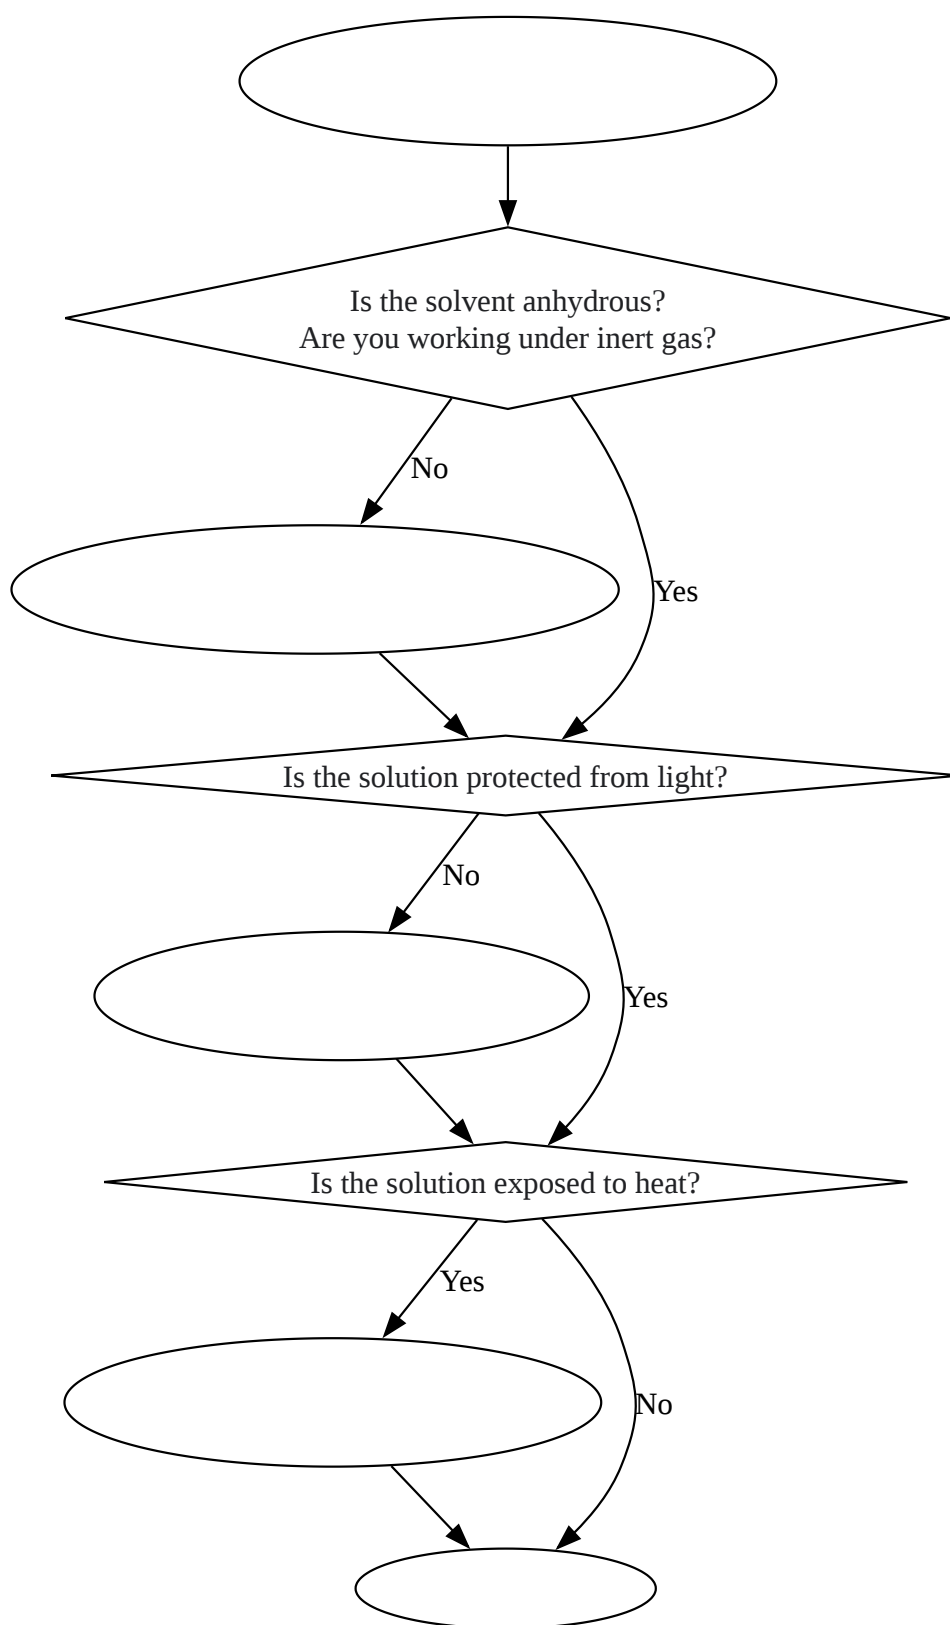 Is the solvent anhydrous?
Are you working under inert gas?
No
Yes
Is the solution protected from light?
No
Yes
Is the solution exposed to heat?
Yes
No